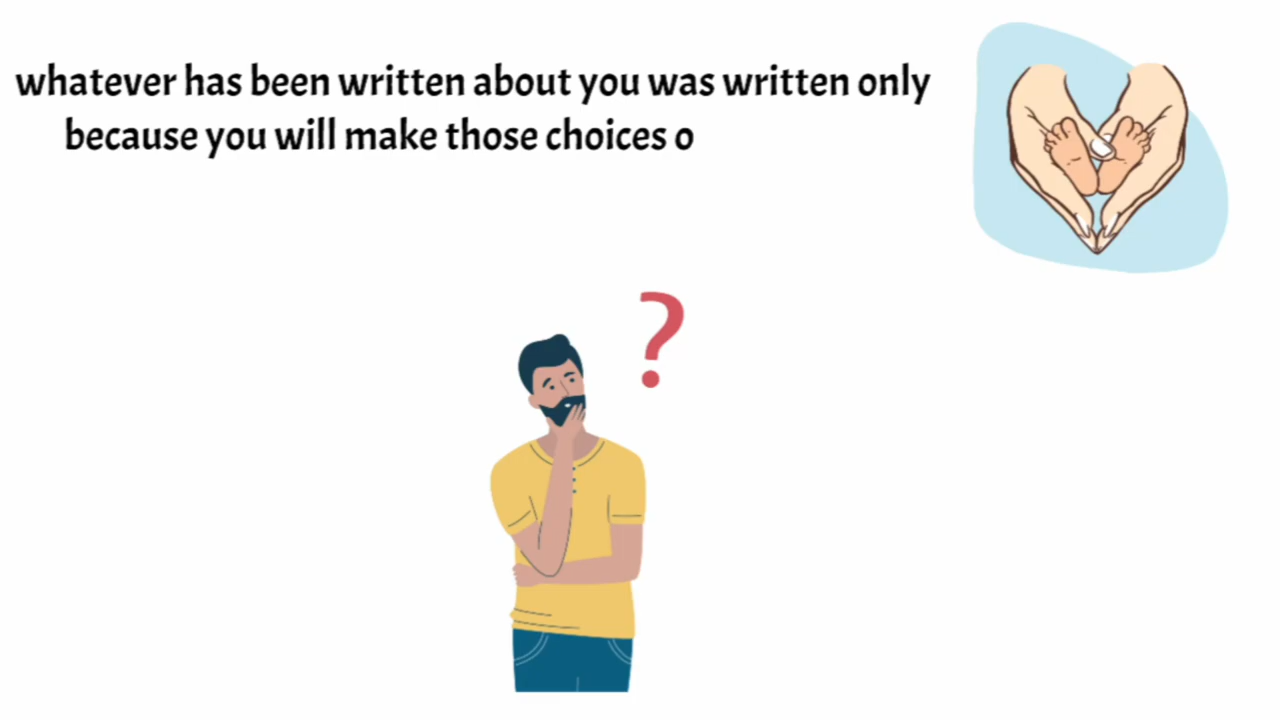 whatever has been written about you was written only
because you will make those choices o
?